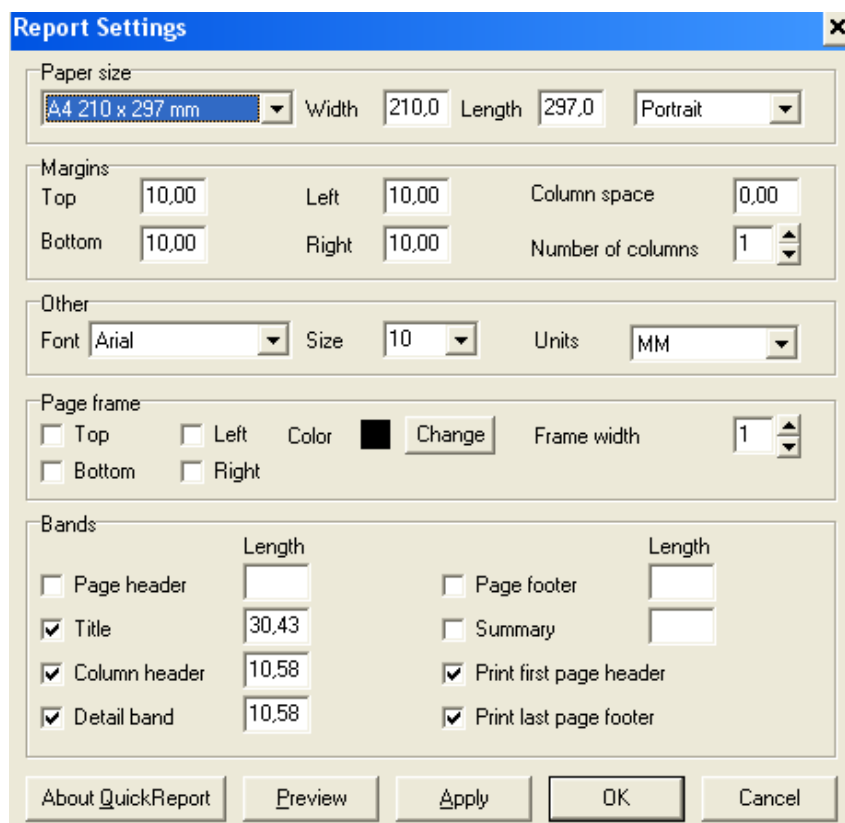 Report Settings
Paper size
A4 210 x 297 mm Width 210,0 Length 297,0 Portrait
Margins
Top 10,00 Left 10,00 Column space 0,00
Bottom 10,00 Right 10,00 Number of columns 1
Other
Font Arial Size 10 Units MM
Page frame
Top Left Color Change Frame width 1
Bottom Right
Bands
Length Length
Page header Page footer
Title 30,43 Summary
Column header 10,58 Print first page header
Detail band 10,58 Print last page footer
About QuickReport Preview Apply OK Cancel